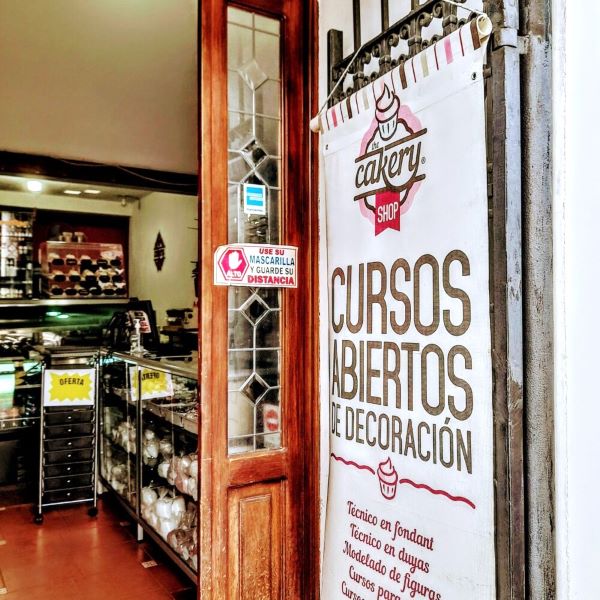 the
cakery®
SHOP
CURSOS
ABIERTOS
DE DECORACIÓN
Técnico en fondant
Técnico en duyas
Modelado de figuras
Cursos para
Cursos
USE SU
MASCARILLA
Y GUARDE SU
DISTANCIA
ALTO
OFERTA
OFERTA